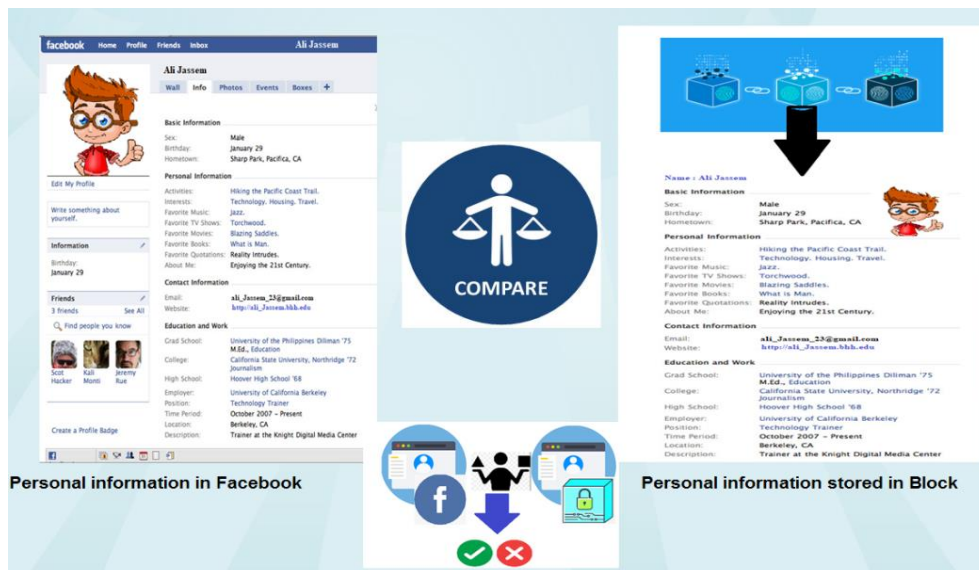 facebook Home Profile Friends Inbox Ali Jassem
Ali Jassem
Wall Info Photos Events Boxes +
Basic Information
Sex: Male
Birthday: January 29
Hometown: Sharp Park, Pacifica, CA
Personal Information
Activities: Hiking the Pacific Coast Trail.
Interests: Technology. Housing. Travel.
Favorite Music: Jazz.
Favorite TV Shows: Torchwood.
Favorite Movies: Blazing Saddles.
Favorite Books: What is Man.
Favorite Quotations: Reality Intrudes.
About Me: Enjoying the 21st Century.
Contact Information
Email: ali_Jassem_23@gmail.com
Website: http://ali_Jassem.bhh.edu
Education and Work
Grad School: University of the Philippines Diliman '75
M.Ed., Education
College: California State University, Northridge '72
Journalism
High School: Hoover High School '68
Employer: University of California Berkeley
Position: Technology Trainer
Time Period: October 2007 – Present
Location: Berkeley, CA
Description: Trainer at the Knight Digital Media Center
Edit My Profile
Write something about
yourself.
Information
Birthday:
January 29
Friends
3 friends See All
Find people you know
Scot
Hacker
Kali
Monti
Jeremy
Rue
Create a Profile Badge
Personal information in Facebook
COMPARE
f
Name : Ali Jassem
Basic Information
Sex: Male
Birthday: January 29
Hometown: Sharp Park, Pacifica, CA
Personal Information
Activities: Hiking the Pacific Coast Trail.
Interests: Technology. Housing. Travel.
Favorite Music: Jazz.
Favorite TV Shows: Torchwood.
Favorite Movies: Blazing Saddles.
Favorite Books: What is Man.
Favorite Quotations: Reality Intrudes.
About Me: Enjoying the 21st Century.
Contact Information
Email: ali_Jassem_23@gmail.com
Website: http://ali_Jassem.bhh.edu
Education and Work
Grad School: University of the Philippines Diliman '75
M.Ed., Education
College: California State University, Northridge '72
Journalism
High School: Hoover High School '68
Employer: University of California Berkeley
Position: Technology Trainer
Time Period: October 2007 – Present
Location: Berkeley, CA
Description: Trainer at the Knight Digital Media Center
Personal information stored in Block